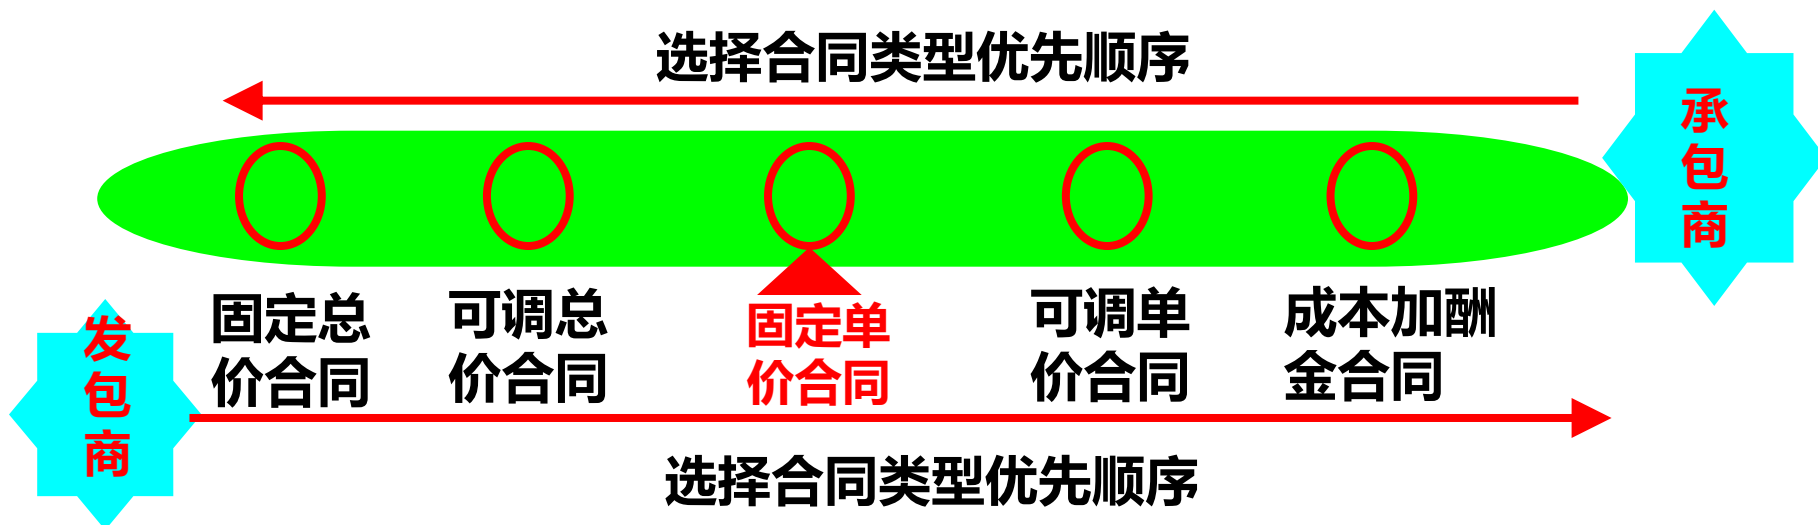 选择合同类型优先顺序
承
包
商
固定总
价合同
可调总
价合同
固定单
价合同
可调单
价合同
成本加酬
金合同
发
包
商
选择合同类型优先顺序